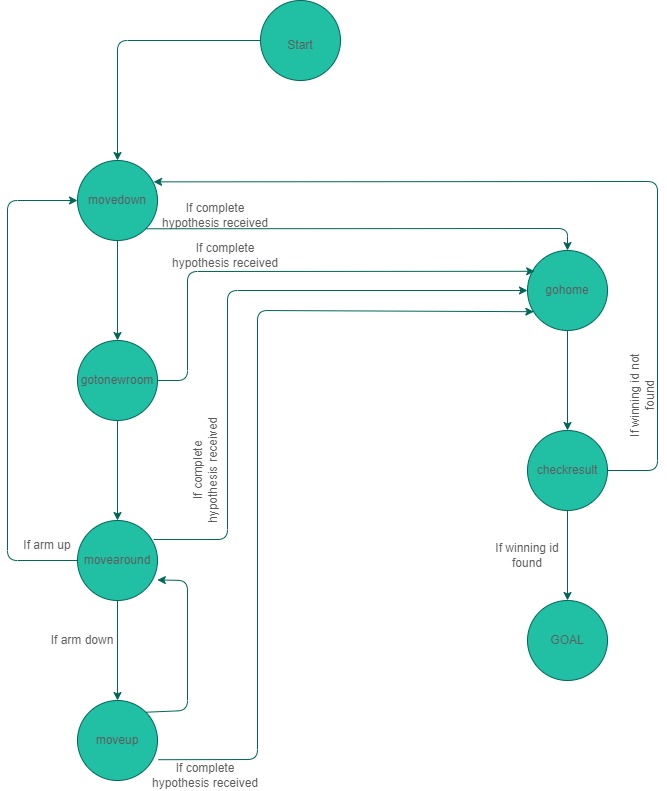 Start
movedown
If complete
hypothesis received
If complete
hypothesis received
gohome
gotonewroom
If winning id not
found
If complete
hypothesis received
checkresult
If arm up
movearound
If winning id
found
If arm down
GOAL
moveup
If complete
hypothesis received